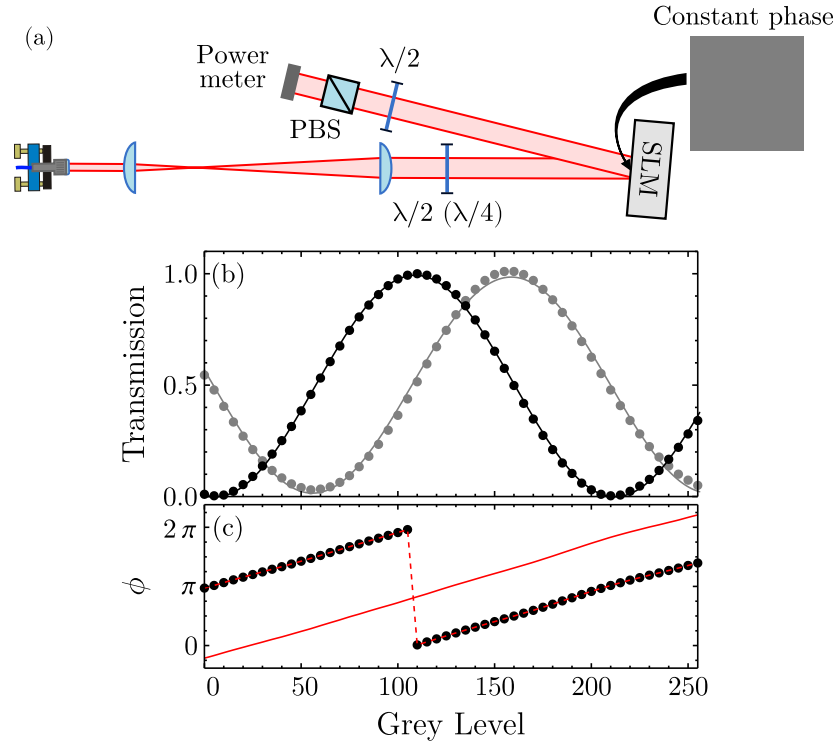 (a)
Constant phase
Power
meter
λ/2
PBS
SLM
λ/2 (λ/4)
(b)
Transmission
1.0
0.5
0.0
(c)
ϕ
2π
π
0
0 50 100 150 200 250
Grey Level